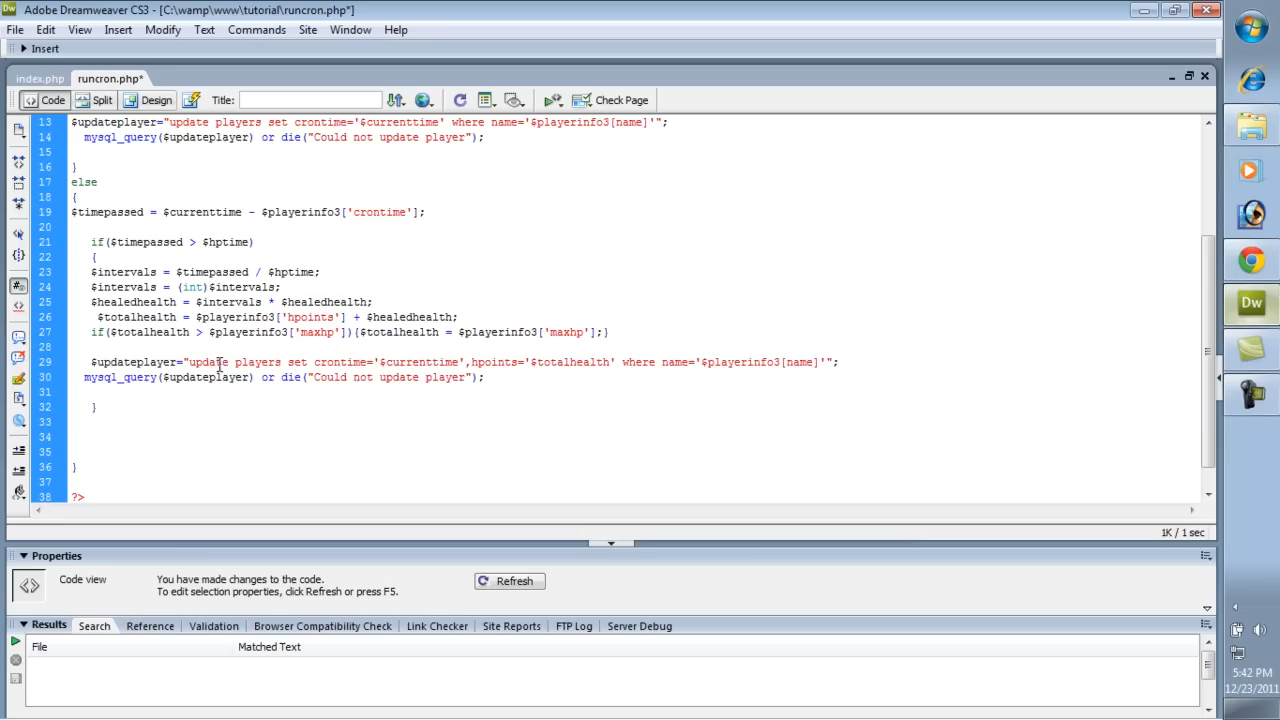 Dw Adobe Dreamweaver CS3 - [C:\wamp\www\tutorial\runcron.php*]
File Edit View Insert Modify Text Commands Site Window Help
Insert
index.php runcron.php*
Code Split Design Title: Check Page
13 $updateplayer="update players set crontime='$currenttime' where name='$playerinfo3[name]'";
14 mysql_query($updateplayer) or die("Could not update player");
15
16 }
17 else
18 {
19 $timepassed = $currenttime - $playerinfo3['crontime'];
20
21 if($timepassed > $hptime)
22 {
23 $intervals = $timepassed / $hptime;
24 $intervals = (int)$intervals;
25 $healedhealth = $intervals * $healedhealth;
26 $totalhealth = $playerinfo3['hpoints'] + $healedhealth;
27 if($totalhealth > $playerinfo3['maxhp']){$totalhealth = $playerinfo3['maxhp'];}
28
29 $updateplayer="update players set crontime='$currenttime',hpoints='$totalhealth' where name='$playerinfo3[name]'";
30 mysql_query($updateplayer) or die("Could not update player");
31
32 }
33
34
35
36 }
37
38 ?>
1K / 1 sec
Properties
Code view You have made changes to the code. Refresh
To edit selection properties, click Refresh or press F5.
Results Search Reference Validation Browser Compatibility Check Link Checker Site Reports FTP Log Server Debug
File Matched Text
Dw
5:42 PM
12/23/2011